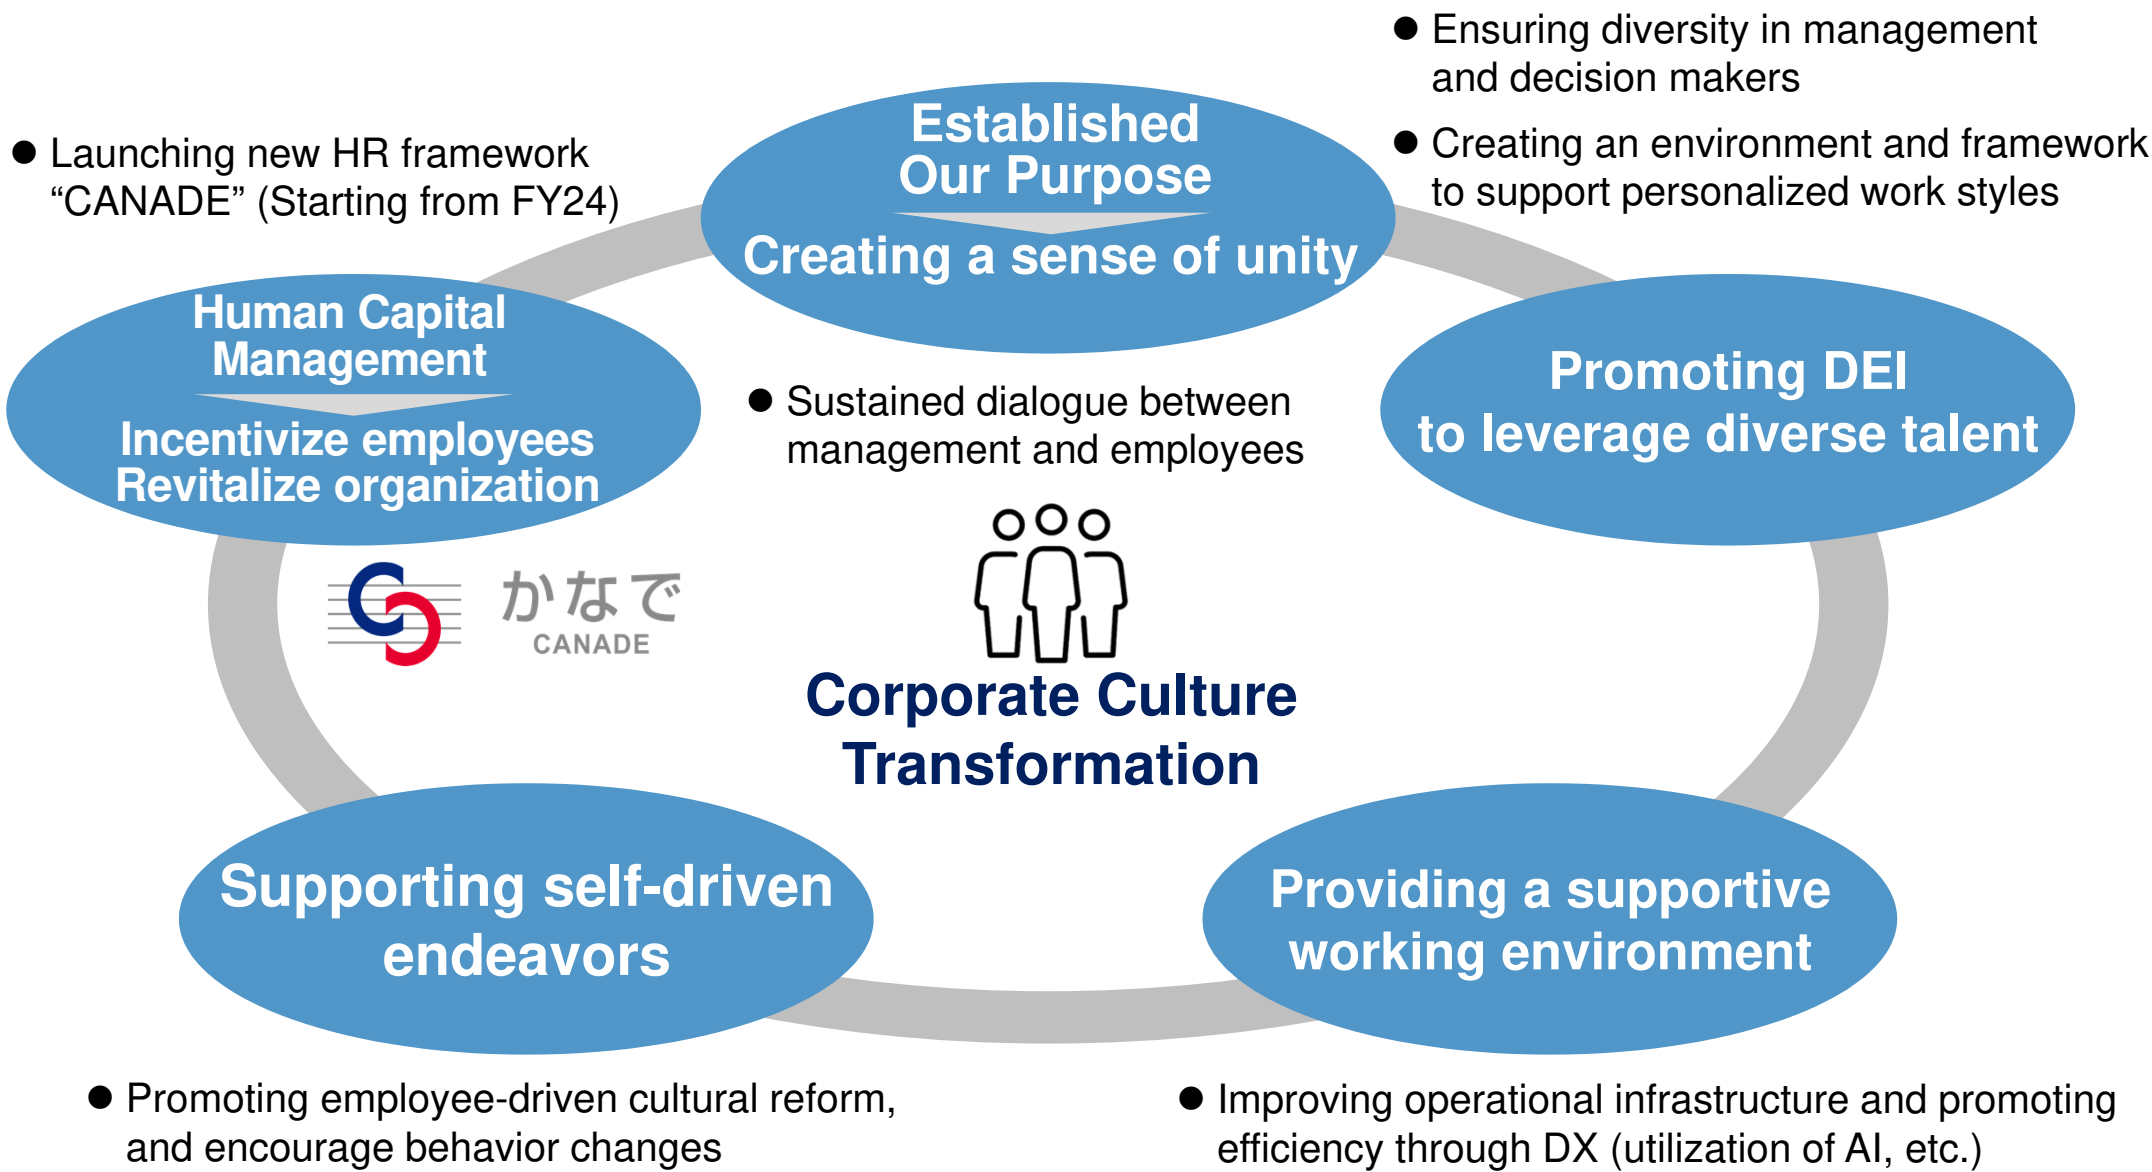 Established
Our Purpose
Creating a sense of unity
● Sustained dialogue between
management and employees
● Ensuring diversity in management
and decision makers
● Creating an environment and framework
to support personalized work styles
Promoting DEI
to leverage diverse talent
● Launching new HR framework
“CANADE” (Starting from FY24)
Human Capital
Management
Incentivize employees
Revitalize organization
かなで
CANADE
Corporate Culture
Transformation
Supporting self-driven
endeavors
● Promoting employee-driven cultural reform,
and encourage behavior changes
Providing a supportive
working environment
● Improving operational infrastructure and promoting
efficiency through DX (utilization of AI, etc.)